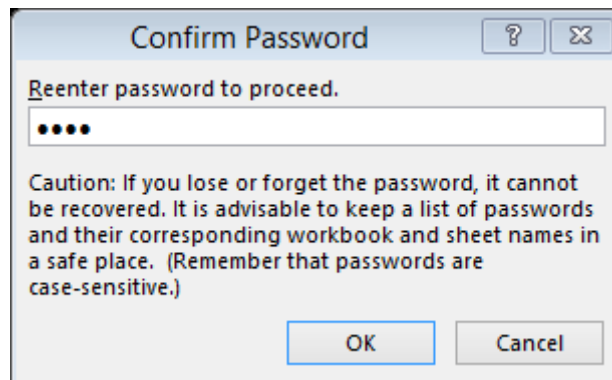 Confirm Password
Reenter password to proceed.
••••
Caution: If you lose or forget the password, it cannot
be recovered. It is advisable to keep a list of passwords
and their corresponding workbook and sheet names in
a safe place.  (Remember that passwords are
case-sensitive.)
OK Cancel